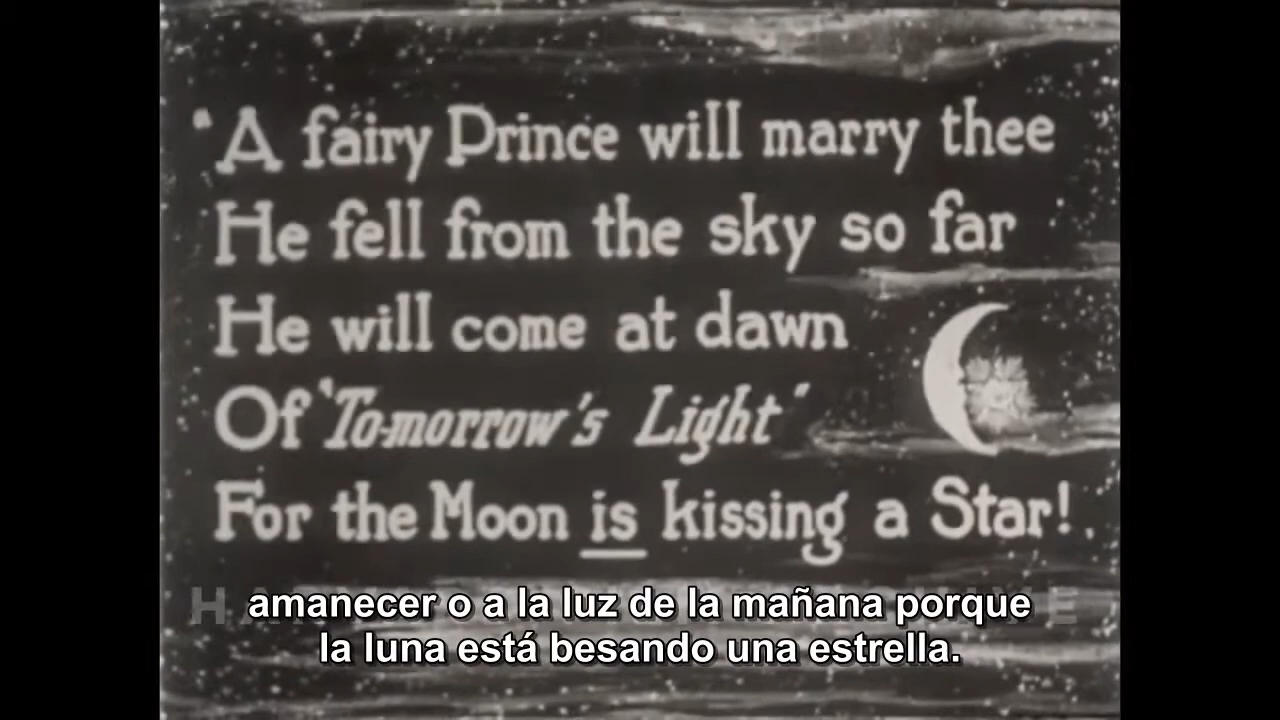 "A fairy Prince will marry thee
He fell from the sky so far
He will come at dawn
Of "Tomorrow's Light"
For the Moon is kissing a Star!
amanecer o a la luz de la mañana porque
la luna está besando una estrella.